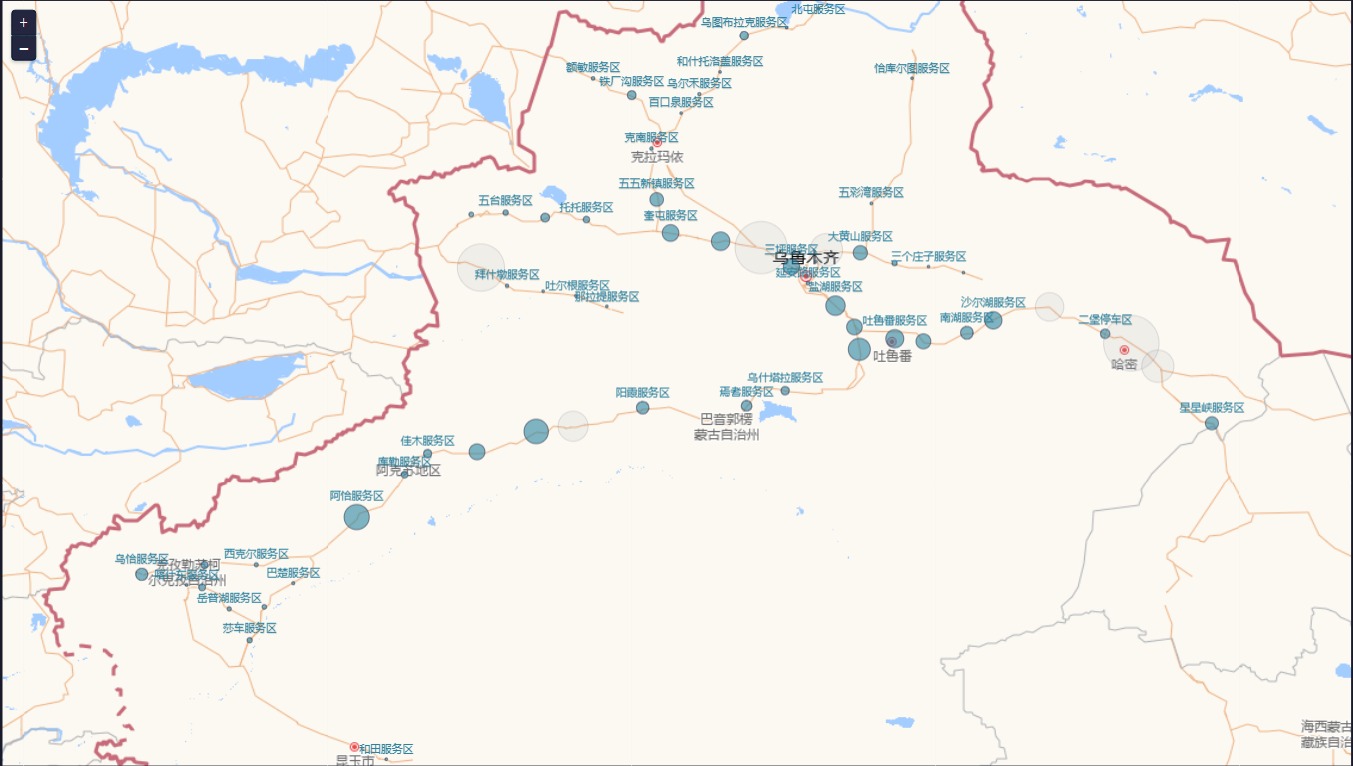 +
−
北屯服务区
乌图布拉克服务区
额敏服务区
和什托洛盖服务区
恰库尔图服务区
铁厂沟服务区
乌尔禾服务区
百口泉服务区
克南服务区
克拉玛依
五五新镇服务区
五彩湾服务区
五台服务区
托托服务区
奎屯服务区
大黄山服务区
三坪服务区
乌鲁木齐
三个庄子服务区
拜什墩服务区
吐尔根服务区
那拉提服务区
盐湖服务区
沙尔湖服务区
吐鲁番服务区
南湖服务区
二堡停车区
吐鲁番
哈密
乌什塔拉服务区
阳霞服务区
焉耆服务区
星星峡服务区
巴音郭楞
蒙古自治州
佳木服务区
库勒服务区
阿克苏地区
阿恰服务区
乌恰服务区
西克尔服务区
克孜勒苏柯
尔克孜自治州
巴楚服务区
岳普湖服务区
莎车服务区
和田服务区
昆玉市
海西蒙古
藏族自治